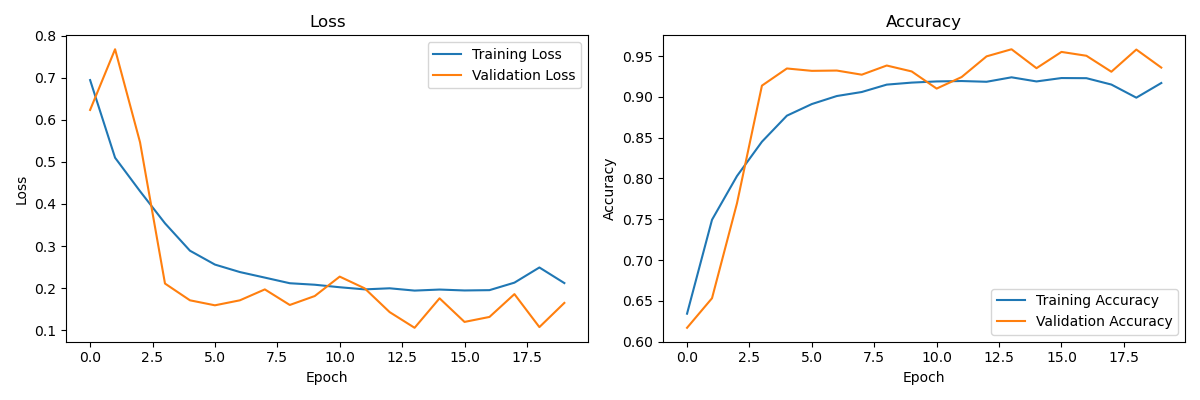 Loss
0.8
0.7
0.6
0.5
0.4
0.3
0.2
0.1
Loss
Training Loss
Validation Loss
0.0 2.5 5.0 7.5 10.0 12.5 15.0 17.5
Epoch
Accuracy
0.95
0.90
0.85
0.80
0.75
0.70
0.65
0.60
Accuracy
Training Accuracy
Validation Accuracy
0.0 2.5 5.0 7.5 10.0 12.5 15.0 17.5
Epoch